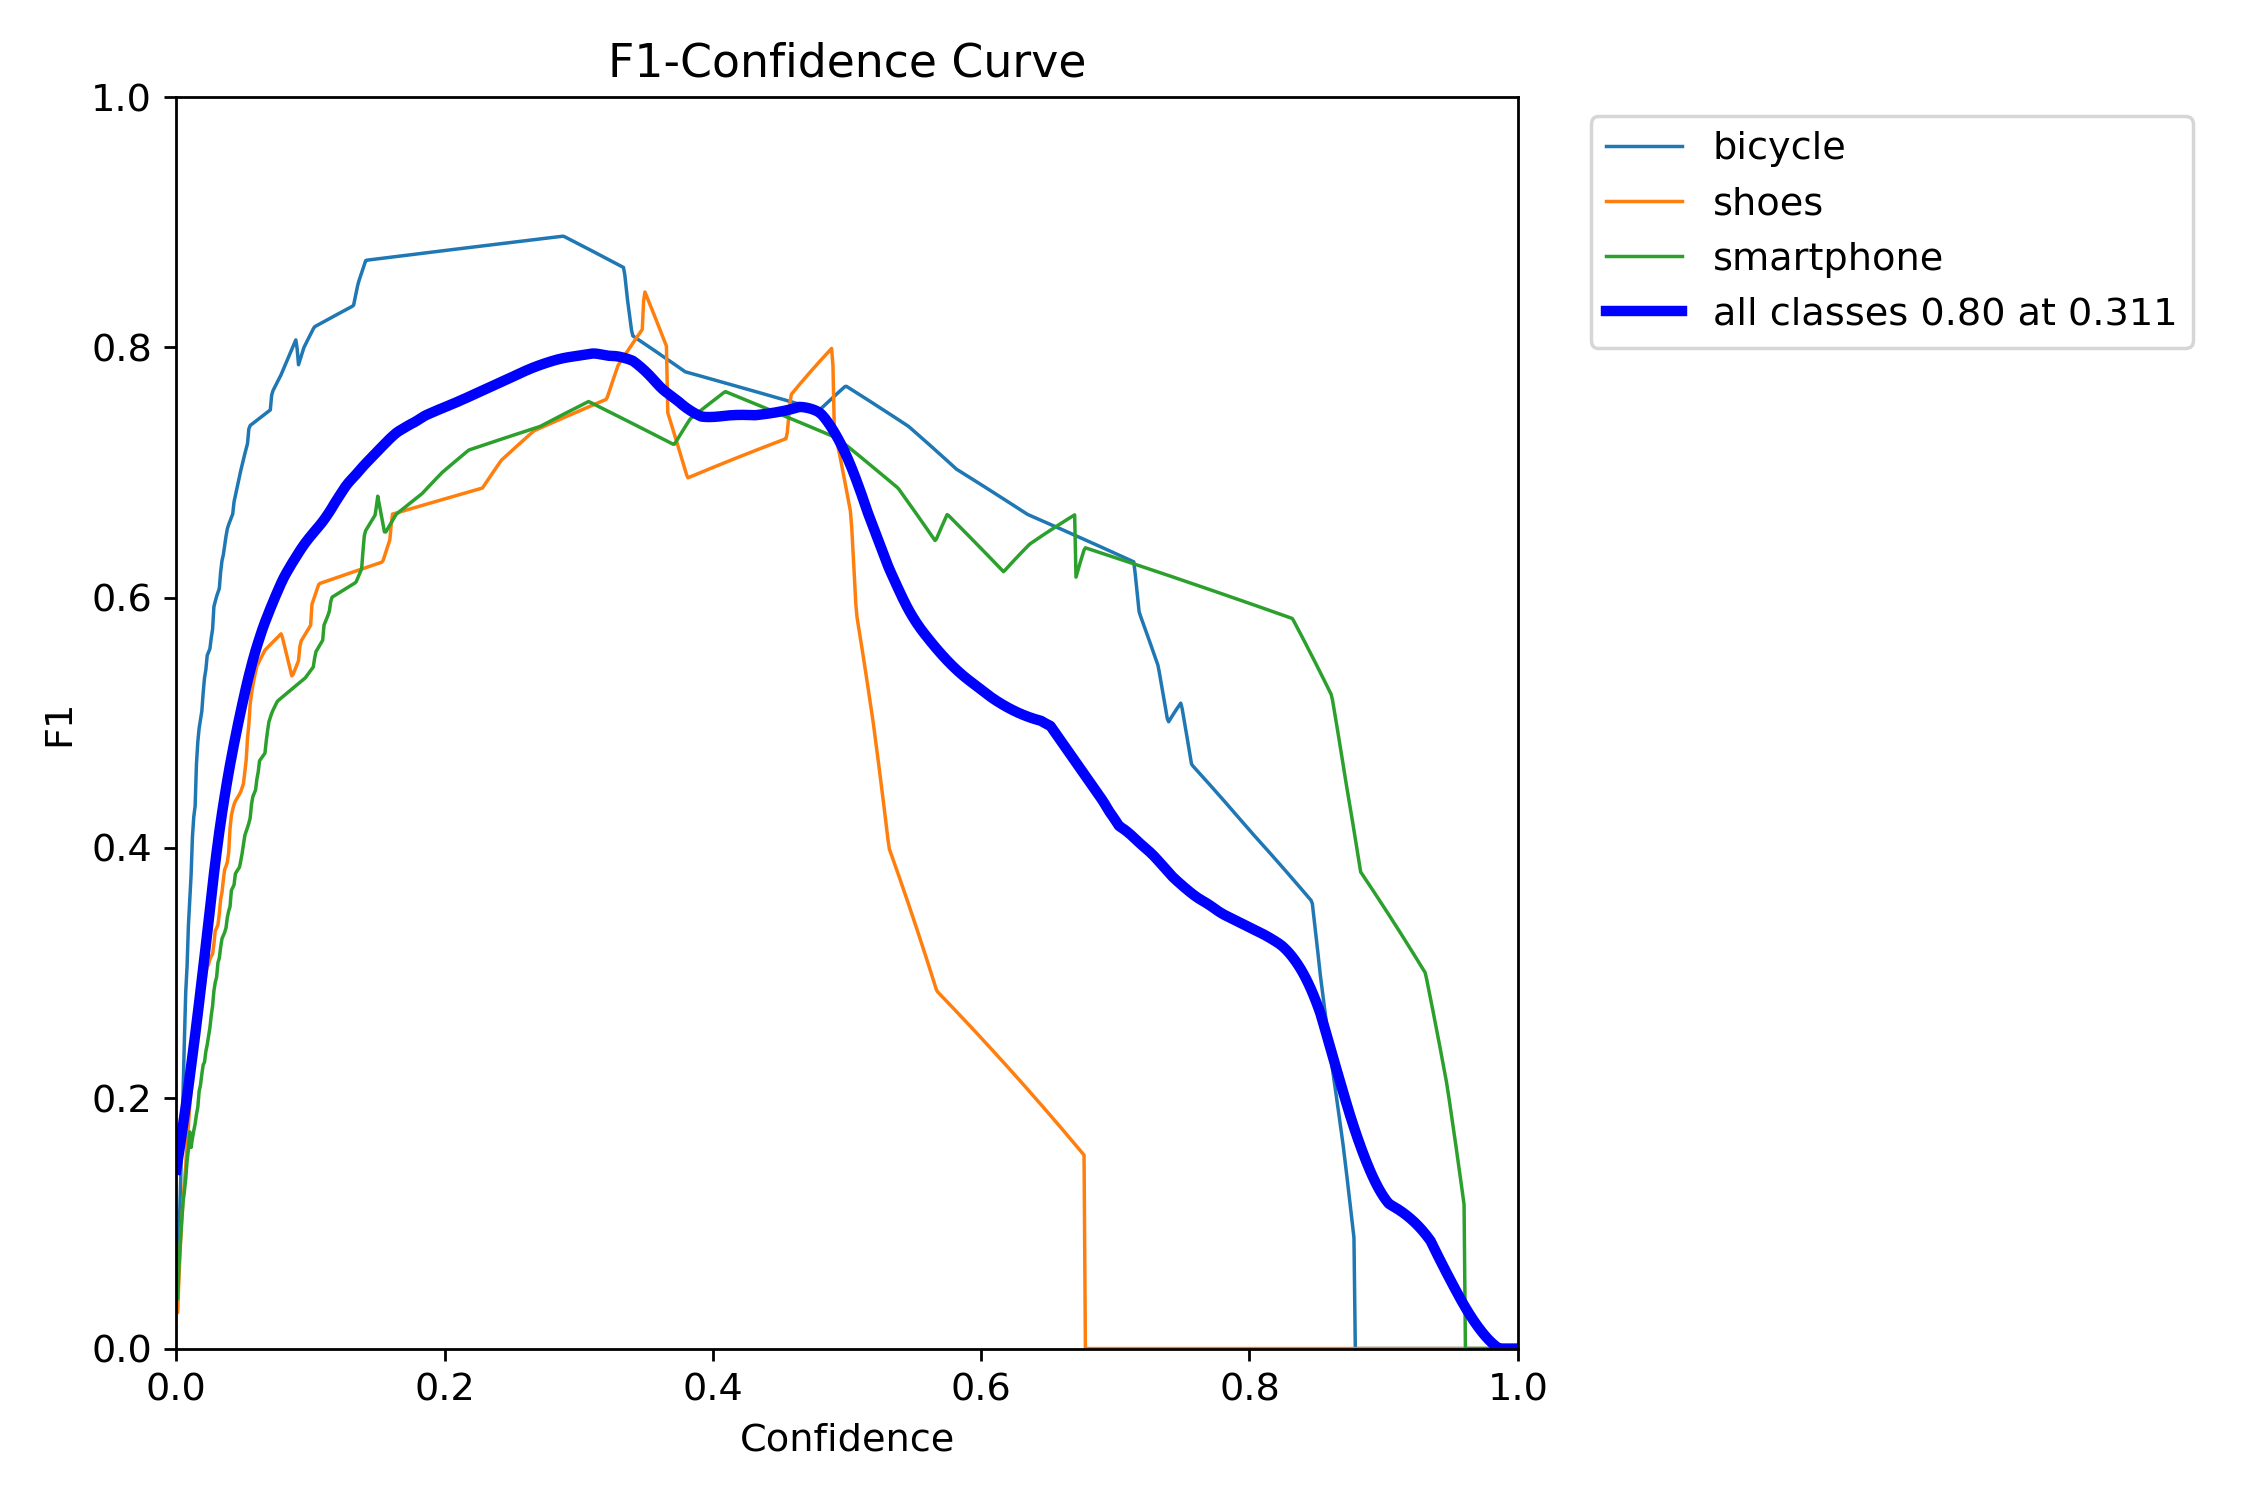 F1-Confidence Curve
1.0
0.8
0.6
0.4
0.2
0.0
F1
0.0 0.2 0.4 0.6 0.8 1.0
Confidence
bicycle
shoes
smartphone
all classes 0.80 at 0.311